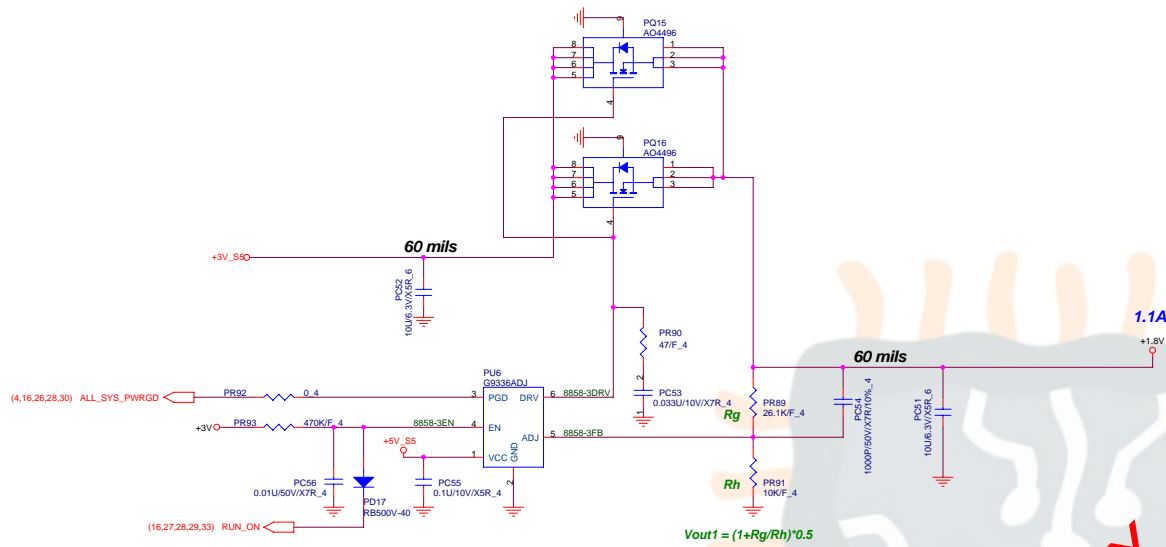 9
PQ15
AO4496
8
7
6
5
1
2
3
4
9
PQ16
AO4496
8
7
6
5
1
2
3
4
60 mils
+3V_S5
PC52
10U/6.3V/X5R_6
PR90
47/F_4
1.1A
+1.8V
60 mils
PU6
G9336ADJ
(4,16,26,28,30) ALL_SYS_PWRGD
PR92
0_4
3
PGD
DRV
6
8858-3DRV
2
PC53
0.033U/10V/X7R_4
1
Rg
PR89
26.1K/F_4
PC54
1000P/50V/X7R/10%_4
PC51
10U/6.3V/X5R_6
+3V
PR93
470K/F_4
8858-3EN
4
EN
ADJ
5
8858-3FB
+5V_S5
1
VCC
GND
2
PC56
0.01U/50V/X7R_4
PD17
RB500V-40
PC55
0.1U/10V/X5R_4
Rh
PR91
10K/F_4
(16,27,28,29,33) RUN_ON
Vout1 = (1+Rg/Rh)*0.5